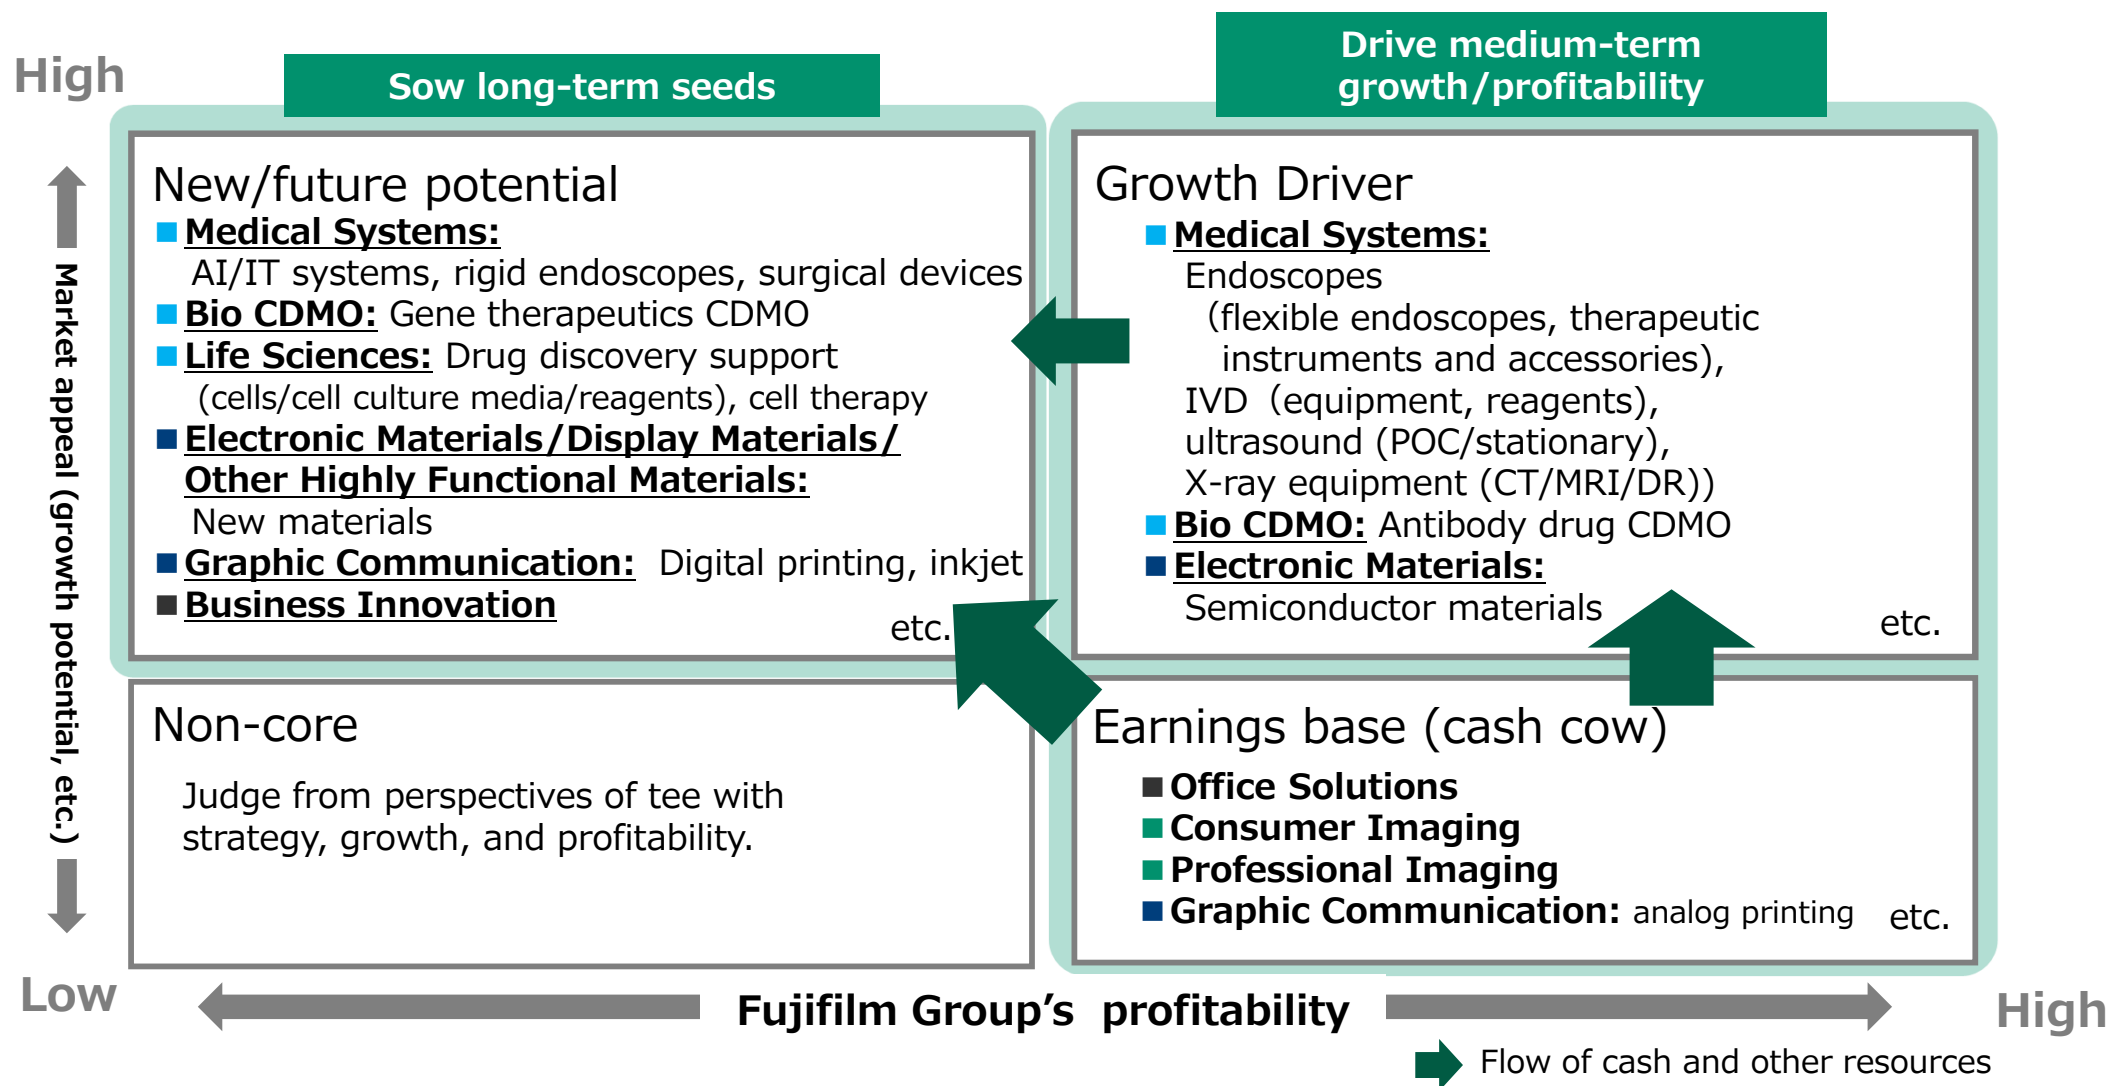 High
Sow long-term seeds
Drive medium-term
growth/profitability
Market appeal (growth potential, etc.)
New/future potential
■ Medical Systems:
AI/IT systems, rigid endoscopes, surgical devices
■ Bio CDMO: Gene therapeutics CDMO
■ Life Sciences: Drug discovery support
(cells/cell culture media/reagents), cell therapy
■ Electronic Materials/Display Materials/
Other Highly Functional Materials:
New materials
■ Graphic Communication: Digital printing, inkjet
■ Business Innovation
etc.
Growth Driver
■ Medical Systems:
Endoscopes
（flexible endoscopes, therapeutic
instruments and accessories),
IVD（equipment, reagents),
ultrasound (POC/stationary),
X-ray equipment (CT/MRI/DR))
■ Bio CDMO: Antibody drug CDMO
■ Electronic Materials:
Semiconductor materials
etc.
Non-core
Judge from perspectives of tee with
strategy, growth, and profitability.
Earnings base (cash cow)
■ Office Solutions
■ Consumer Imaging
■ Professional Imaging
■ Graphic Communication: analog printing
etc.
Low
Fujifilm Group’s profitability
High
Flow of cash and other resources